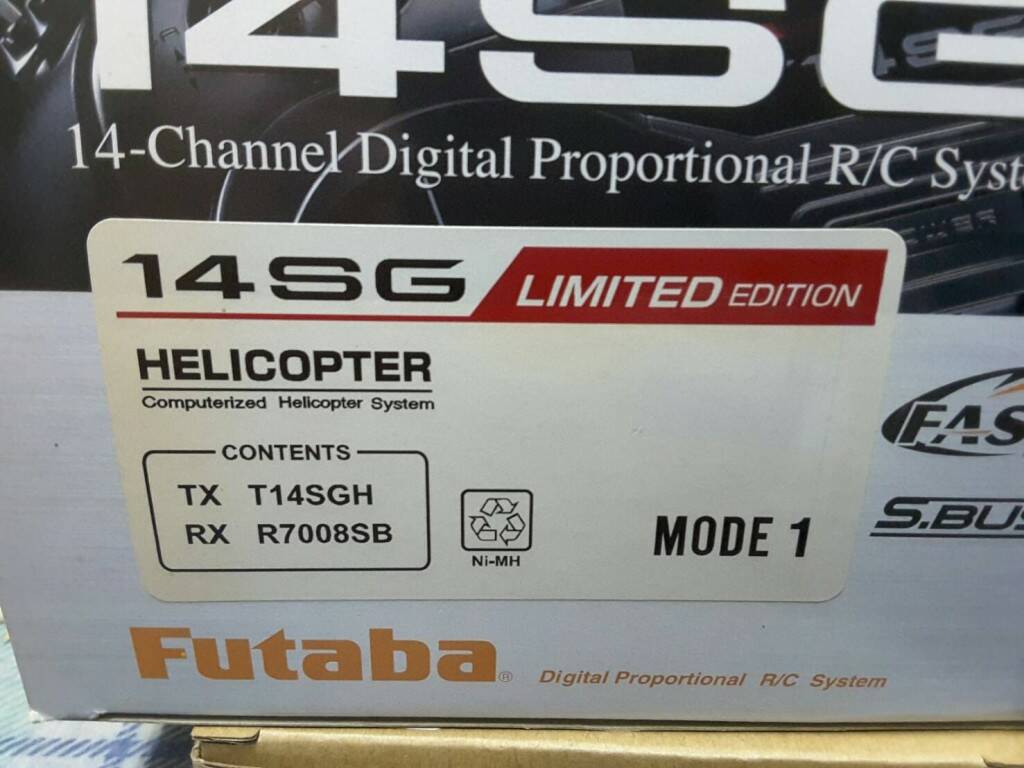 14SG
14-Channel Digital Proportional R/C Syst
14SG LIMITED EDITION
HELICOPTER
Computerized Helicopter System
CONTENTS
TX T14SGH
RX R7008SB
Ni-MH
MODE 1
FAS
S.BUS
Futaba®
Digital Proportional R/C System